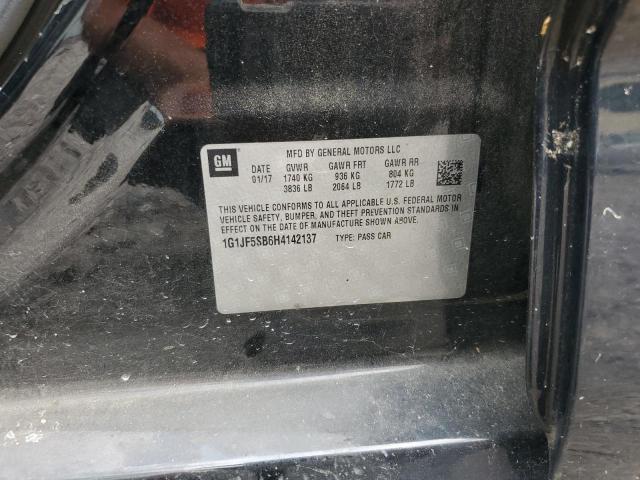 GM
MFD BY GENERAL MOTORS LLC
DATE GVWR GAWR FRT GAWR RR
01/17 1740 KG 936 KG 804 KG
3836 LB 2064 LB 1772 LB
THIS VEHICLE CONFORMS TO ALL APPLICABLE U.S. FEDERAL MOTOR
VEHICLE SAFETY, BUMPER, AND THEFT PREVENTION STANDARDS IN
EFFECT ON THE DATE OF MANUFACTURE SHOWN ABOVE.
1G1JF5SB6H4142137 TYPE: PASS CAR